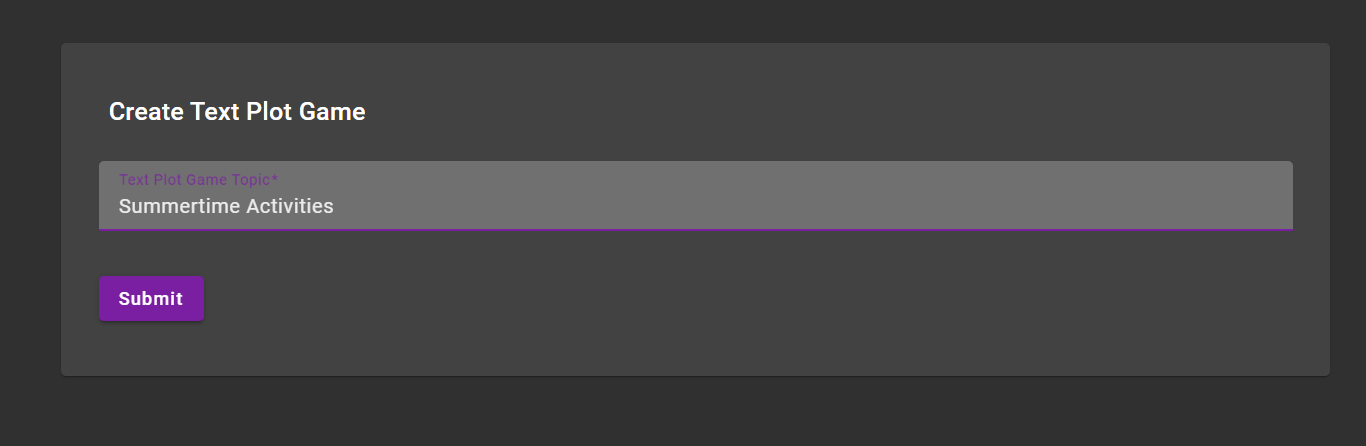 Create Text Plot Game
Text Plot Game Topic*
Summertime Activities
Submit